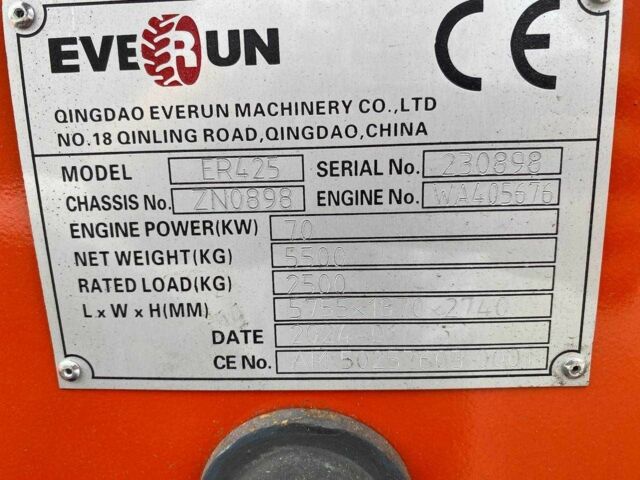 EVERUN CE
QINGDAO EVERUN MACHINERY CO.,LTD
NO.18 QINLING ROAD,QINGDAO,CHINA
MODEL ER425 SERIAL No. 230898
CHASSIS No. ZN0898 ENGINE No. WA405676
ENGINE POWER(KW) 70
NET WEIGHT(KG) 5500
RATED LOAD(KG) 2500
L x W x H(MM)
DATE
CE No.